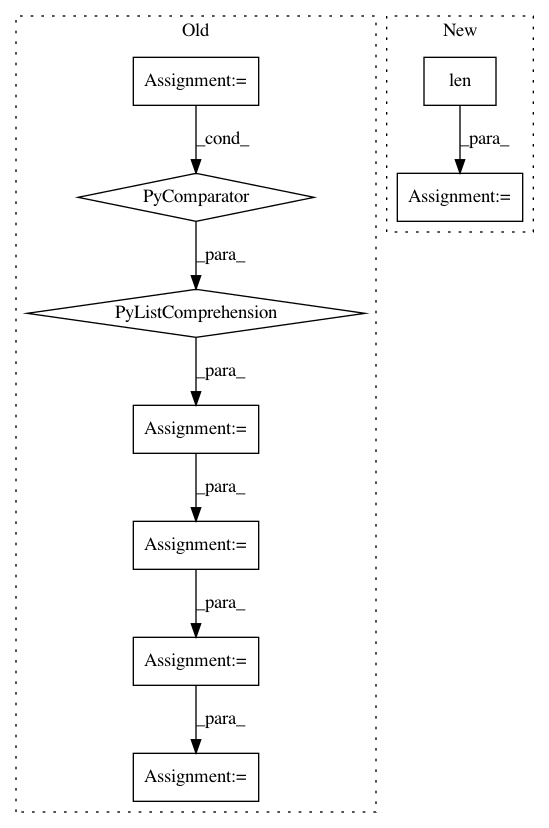 Old
New
Assignment:=
len
_cond_
_para_
PyComparator
Assignment:=
_para_
PyListComprehension
_para_
Assignment:=
_para_
Assignment:=
_para_
Assignment:=
_para_
Assignment:=